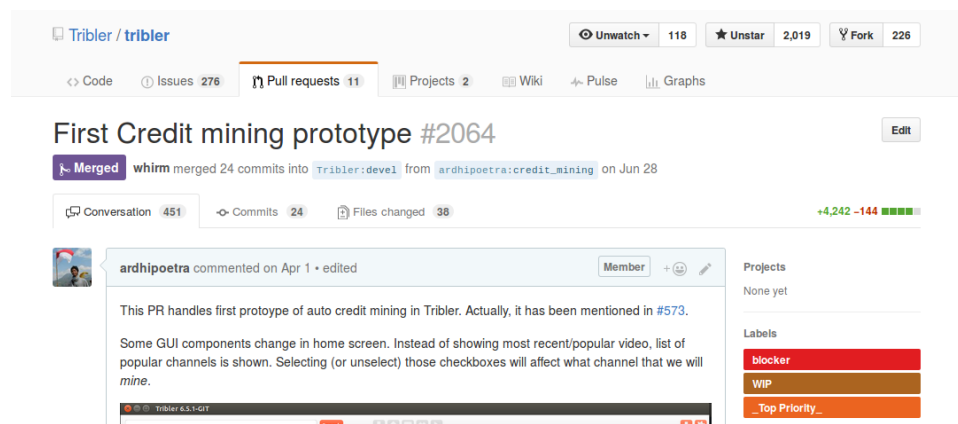 Tribler / tribler
Unwatch 118 Unstar 2,019 Fork 226
Code Issues 276 Pull requests 11 Projects 2 Wiki Pulse Graphs
First Credit mining prototype #2064
Edit
Merged whirm merged 24 commits into Tribler:devel from ardhipoetra:credit_mining on Jun 28
Conversation 451 Commits 24 Files changed 38
+4,242 −144
ardhipoetra commented on Apr 1 • edited
Member
This PR handles first protoype of auto credit mining in Tribler. Actually, it has been mentioned in #573.
Some GUI components change in home screen. Instead of showing most recent/popular video, list of
popular channels is shown. Selecting (or unselect) those checkboxes will affect what channel that we will
mine.
Tribler 6.5.1-GIT
Projects
None yet
Labels
blocker
WIP
_Top Priority_